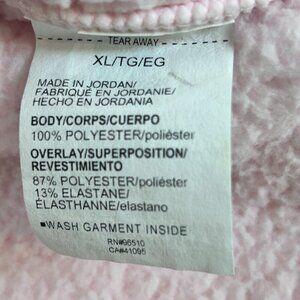 TEAR AWAY
XL/TG/EG
MADE IN JORDAN/
FABRIQUÉ EN JORDANIE/
HECHO EN JORDANIA
BODY/CORPS/CUERPO
100% POLYESTER/poliéster
OVERLAY/SUPERPOSITION/
REVESTIMIENTO
87% POLYESTER/poliéster
13% ELASTANE/
ÉLASTHANNE/elastano
■WASH GARMENT INSIDE
RN#96510
CA#41095